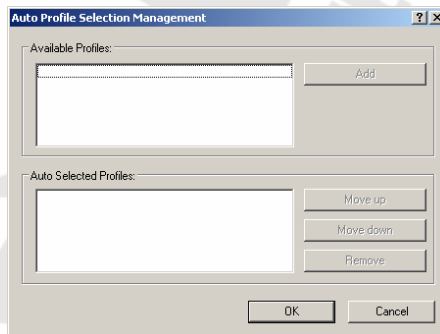 Auto Profile Selection Management
Available Profiles:
Add
Auto Selected Profiles:
Move up
Move down
Remove
OK
Cancel